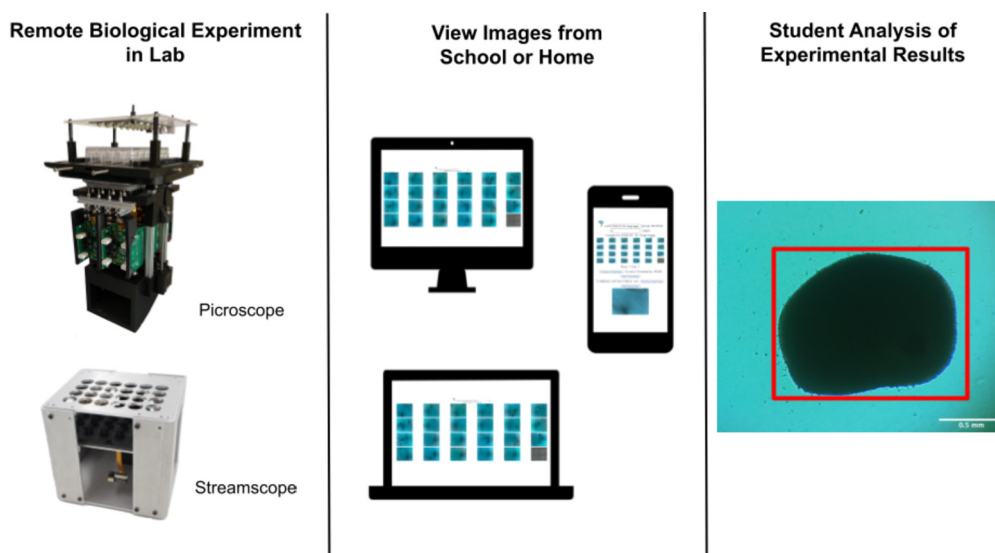 Remote Biological Experiment
in Lab
Picroscope
Streamscope
View Images from
School or Home
Student Analysis of
Experimental Results
0.5 mm